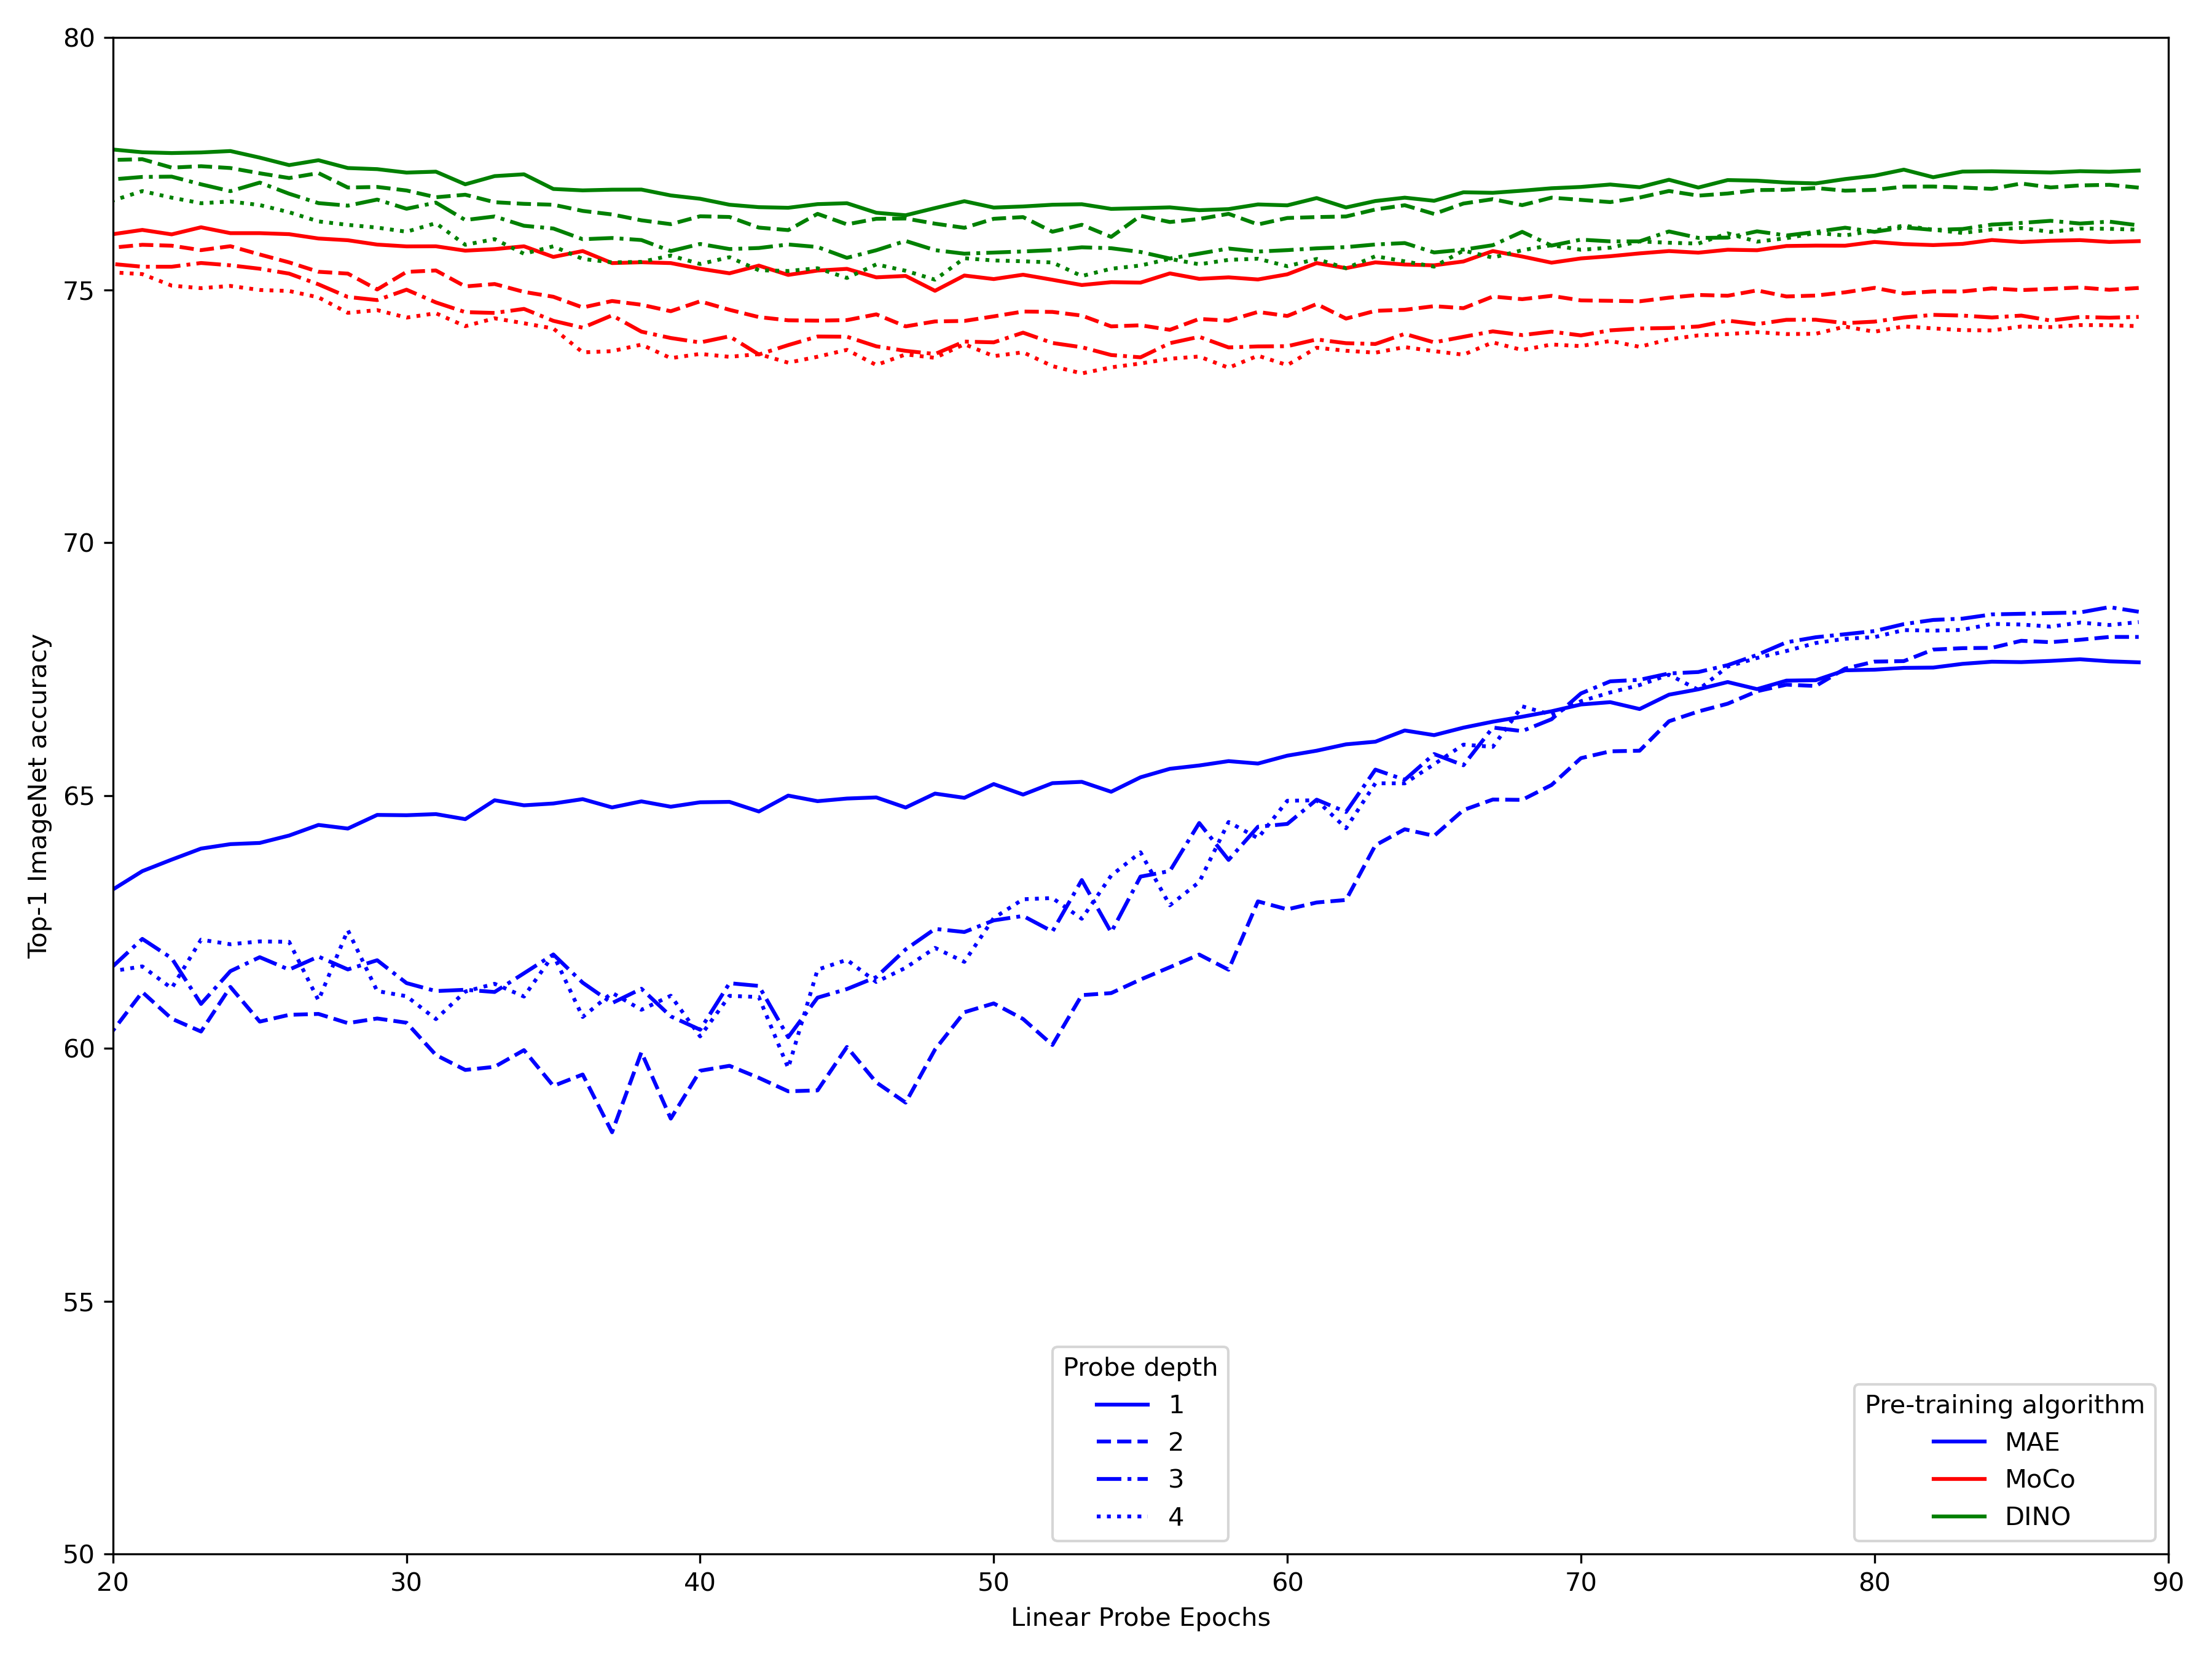 80
75
70
65
60
55
50
Top-1 ImageNet accuracy
20
30
40
50
60
70
80
90
Linear Probe Epochs
Probe depth
1
2
3
4
Pre-training algorithm
MAE
MoCo
DINO